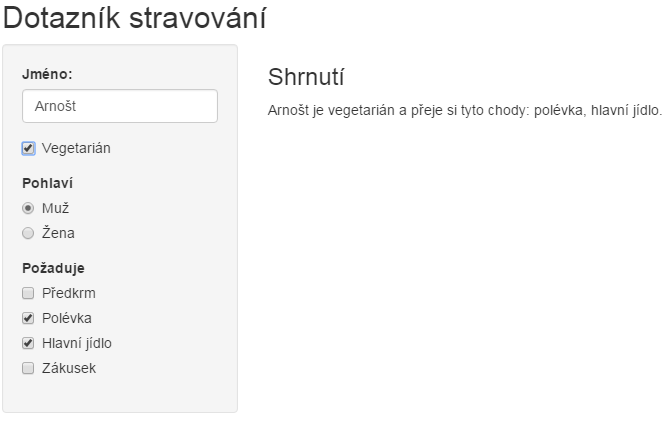 Dotazník stravování
Jméno:
Arnošt
Vegetarián
Pohlaví
Muž
Žena
Požaduje
Předkrm
Polévka
Hlavní jídlo
Zákusek
Shrnutí
Arnošt je vegetarián a přeje si tyto chody: polévka, hlavní jídlo.